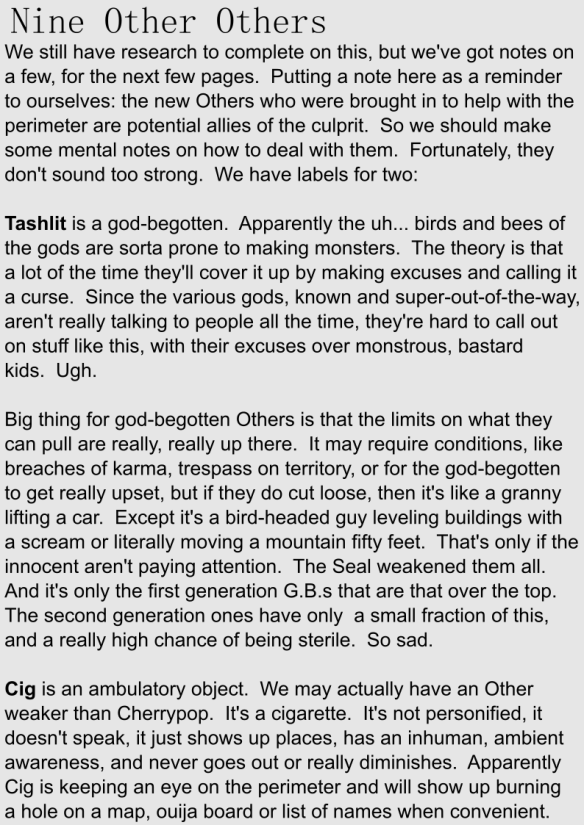 Nine Other Others
We still have research to complete on this, but we've got notes on
a few, for the next few pages.  Putting a note here as a reminder
to ourselves: the new Others who were brought in to help with the
perimeter are potential allies of the culprit.  So we should make
some mental notes on how to deal with them.  Fortunately, they
don't sound too strong.  We have labels for two:

Tashlit is a god-begotten.  Apparently the uh... birds and bees of
the gods are sorta prone to making monsters.  The theory is that
a lot of the time they'll cover it up by making excuses and calling it
a curse.  Since the various gods, known and super-out-of-the-way,
aren't really talking to people all the time, they're hard to call out
on stuff like this, with their excuses over monstrous, bastard
kids.  Ugh.

Big thing for god-begotten Others is that the limits on what they
can pull are really, really up there.  It may require conditions, like
breaches of karma, trespass on territory, or for the god-begotten
to get really upset, but if they do cut loose, then it's like a granny
lifting a car.  Except it's a bird-headed guy leveling buildings with
a scream or literally moving a mountain fifty feet.  That's only if the
innocent aren't paying attention.  The Seal weakened them all.
And it's only the first generation G.B.s that are that over the top.
The second generation ones have only  a small fraction of this,
and a really high chance of being sterile.  So sad.

Cig is an ambulatory object.  We may actually have an Other
weaker than Cherrypop.  It's a cigarette.  It's not personified, it
doesn't speak, it just shows up places, has an inhuman, ambient
awareness, and never goes out or really diminishes.  Apparently
Cig is keeping an eye on the perimeter and will show up burning
a hole on a map, ouija board or list of names when convenient.